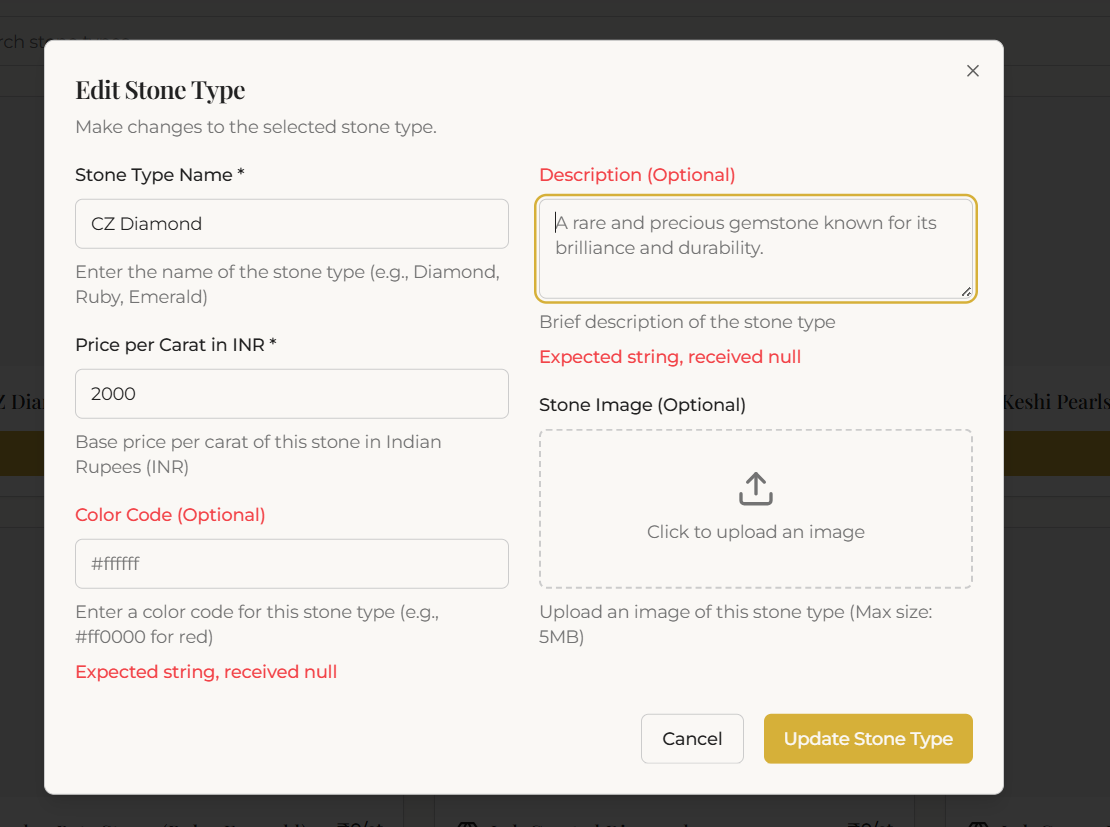 Edit Stone Type
Make changes to the selected stone type.
Stone Type Name *
CZ Diamond
Enter the name of the stone type (e.g., Diamond,
Ruby, Emerald)
Price per Carat in INR *
2000
Base price per carat of this stone in Indian
Rupees (INR)
Color Code (Optional)
#ffffff
Enter a color code for this stone type (e.g.,
#ff0000 for red)
Expected string, received null
Description (Optional)
A rare and precious gemstone known for its
brilliance and durability.
Brief description of the stone type
Expected string, received null
Stone Image (Optional)
Click to upload an image
Upload an image of this stone type (Max size:
5MB)
Cancel
Update Stone Type
Keshi Pearls